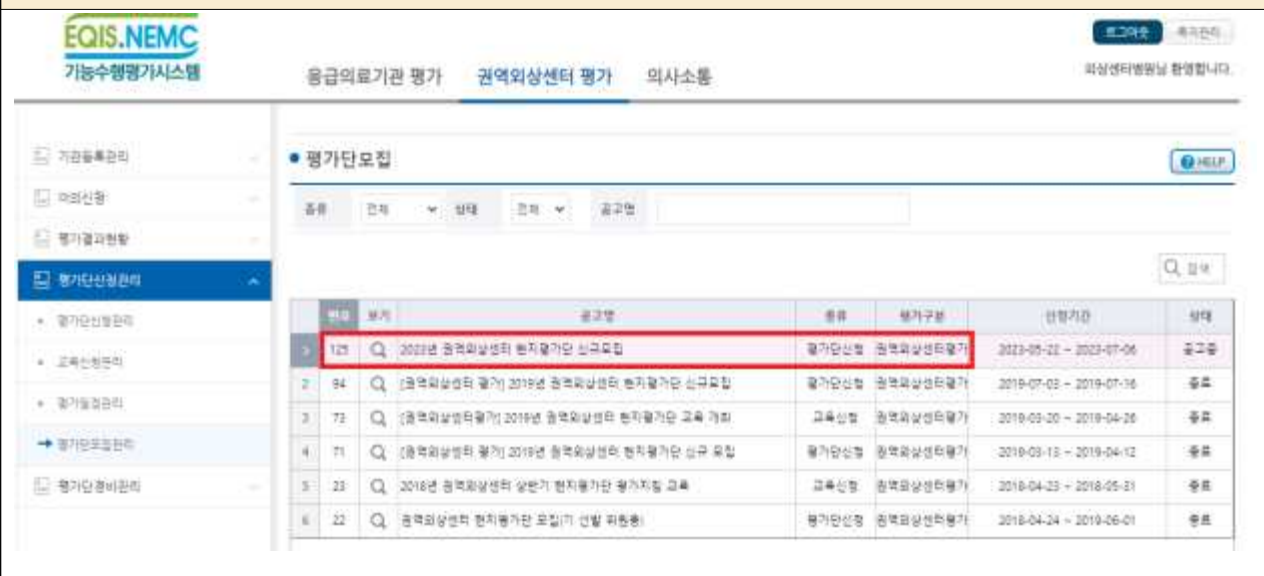 EQIS.NEMC
기능수행평가시스템
로그아웃 쪽지관리
외상센터병원님 환영합니다.
응급의료기관 평가 권역외상센터 평가 의사소통
기관등록관리
이의신청
평가결과현황
평가단신청관리
평가단신청관리
교육신청관리
평가일정관리
평가단모집관리
평가단경비관리
평가단모집
HELP
종류 전체 상태 전체 공고명
검색
번호 보기 공고명 종류 평가구분 신청기간 상태
125 2023년 권역외상센터 현지평가단 신규모집 평가단신청 권역외상센터평가 2023-05-22 ~ 2023-07-06 공고중
2 94 [권역외상센터 평가] 2019년 권역외상센터 현지평가단 신규모집 평가단신청 권역외상센터평가 2019-07-03 ~ 2019-07-16 종료
3 73 [권역외상센터평가] 2019년 권역외상센터 현지평가단 교육 개최 교육신청 권역외상센터평가 2019-03-20 ~ 2019-04-26 종료
4 71 [권역외상센터 평가] 2019년 권역외상센터 현지평가단 신규 모집 평가단신청 권역외상센터평가 2019-03-13 ~ 2019-04-12 종료
5 23 2018년 권역외상센터 상반기 현지평가단 평가지침 교육 교육신청 권역외상센터평가 2018-04-23 ~ 2018-05-31 종료
6 22 권역외상센터 현지평가단 모집(기 선발 위원용) 평가단신청 권역외상센터평가 2018-04-24 ~ 2019-06-01 종료